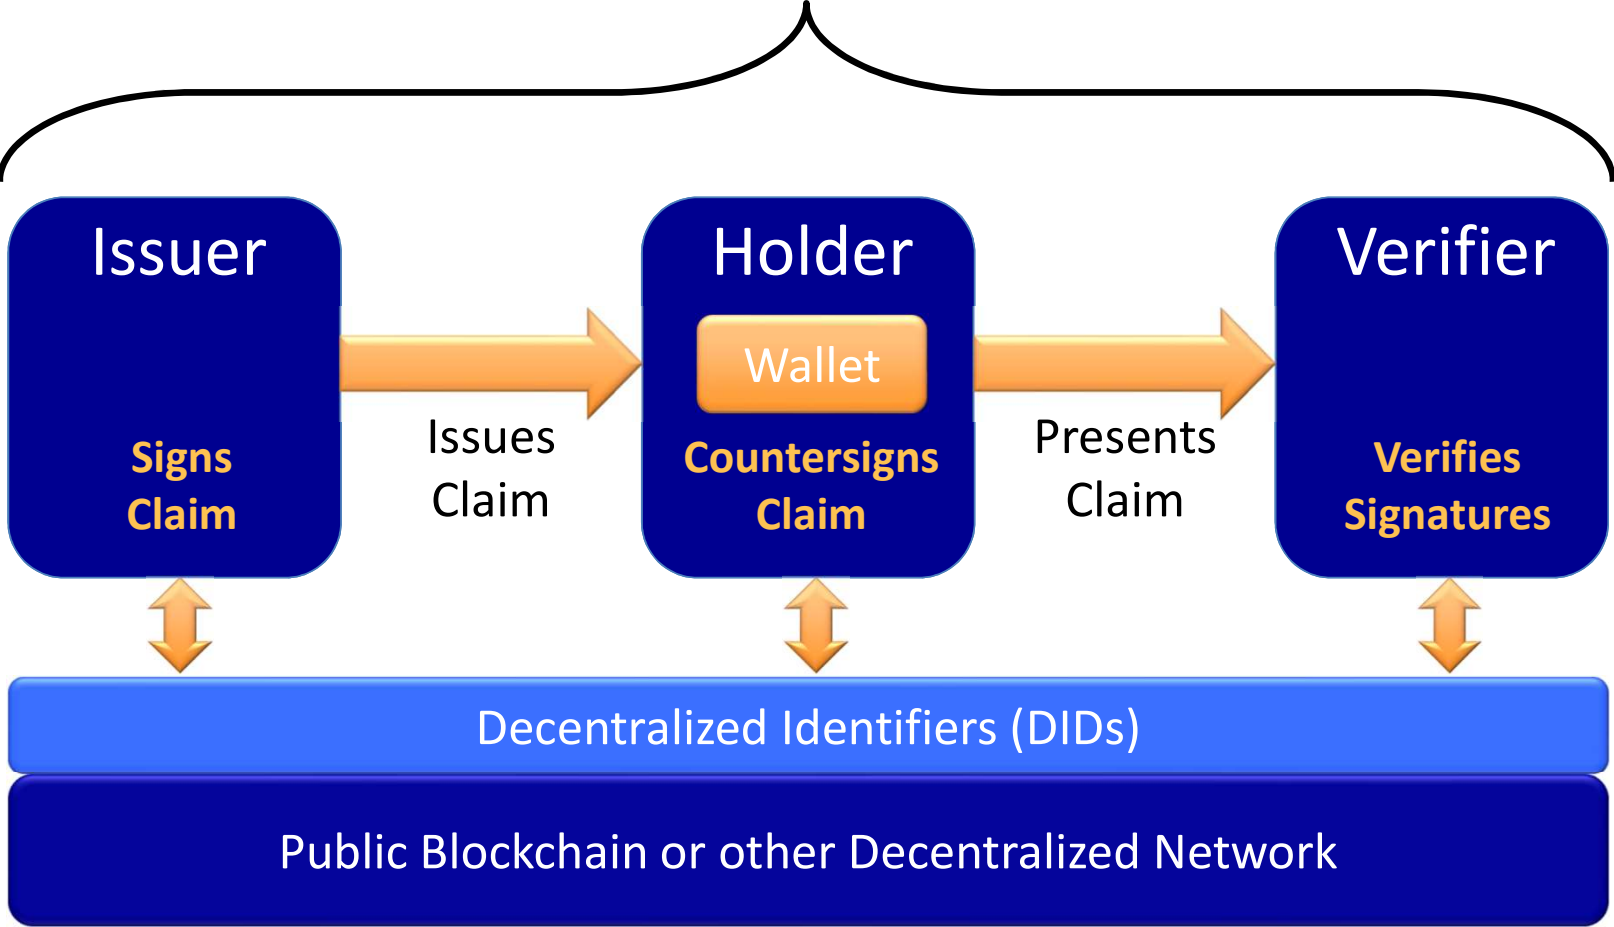 Issuer
Signs
Claim
Issues
Claim
Holder
Wallet
Countersigns
Claim
Presents
Claim
Verifier
Verifies
Signatures
Decentralized Identifiers (DIDs)
Public Blockchain or other Decentralized Network